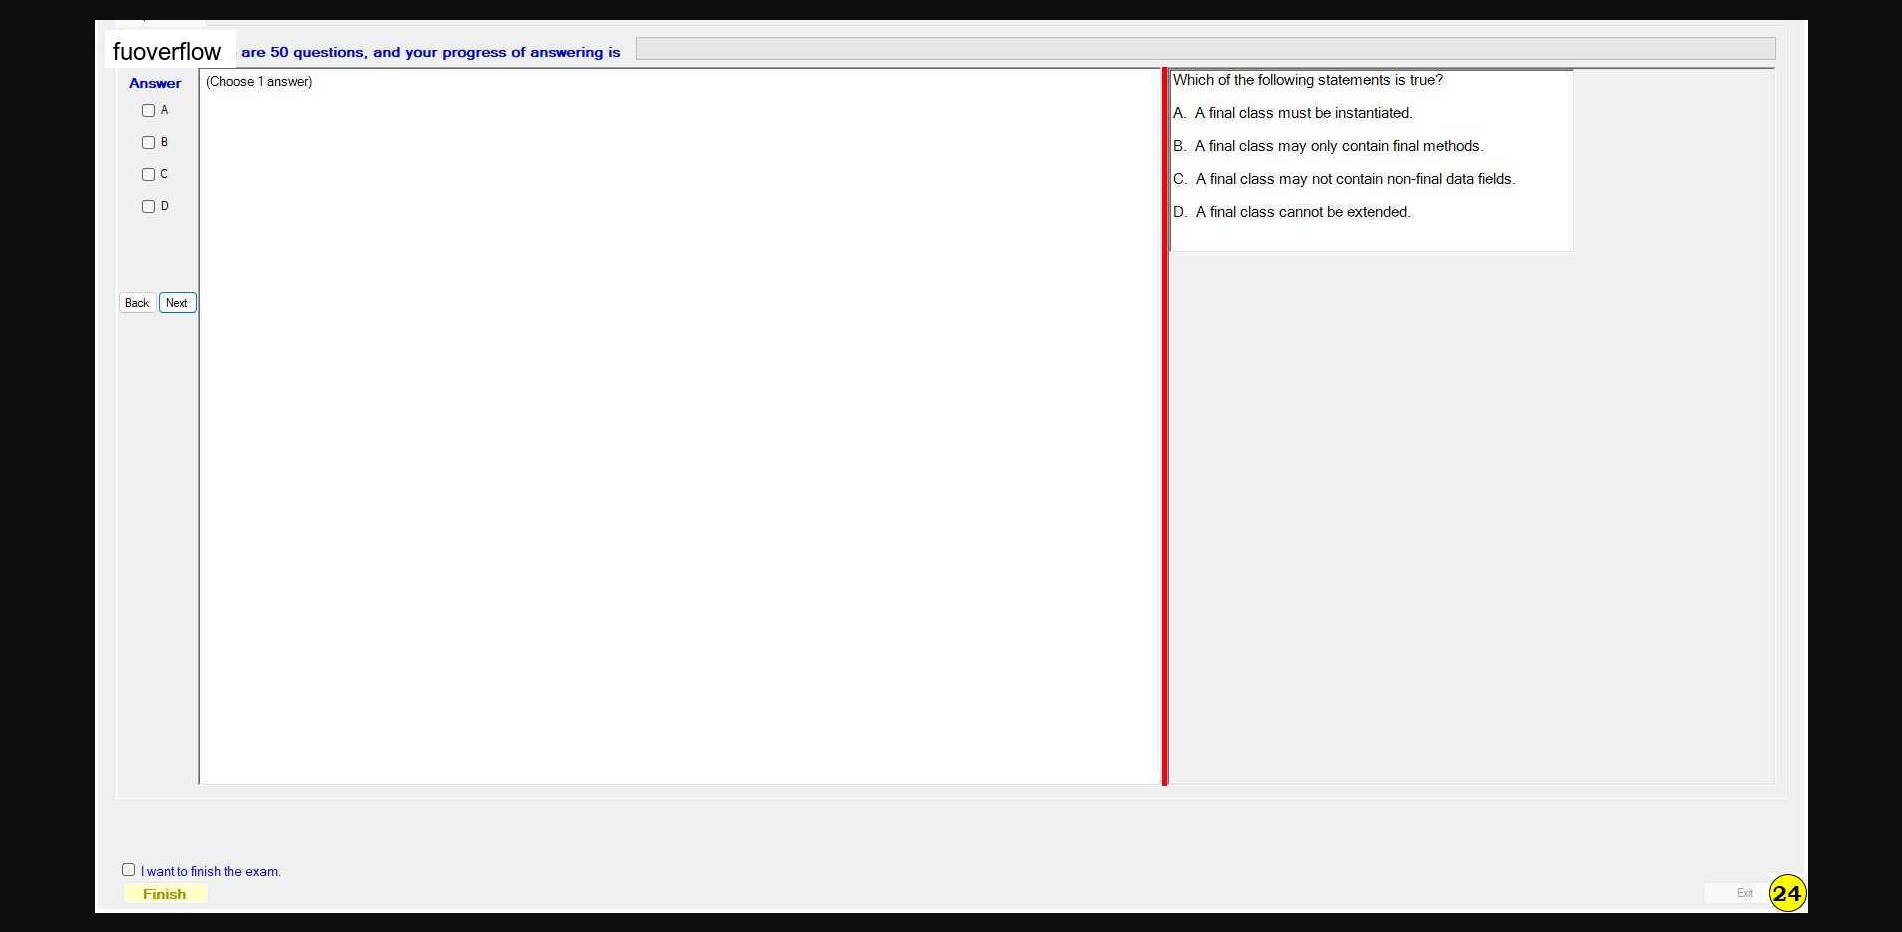 fuoverflow are 50 questions, and your progress of answering is
Answer
(Choose 1 answer)
A
B
C
D
Back Next
Which of the following statements is true?
A. A final class must be instantiated.
B. A final class may only contain final methods.
C. A final class may not contain non-final data fields.
D. A final class cannot be extended.
I want to finish the exam.
Finish
Exit 24